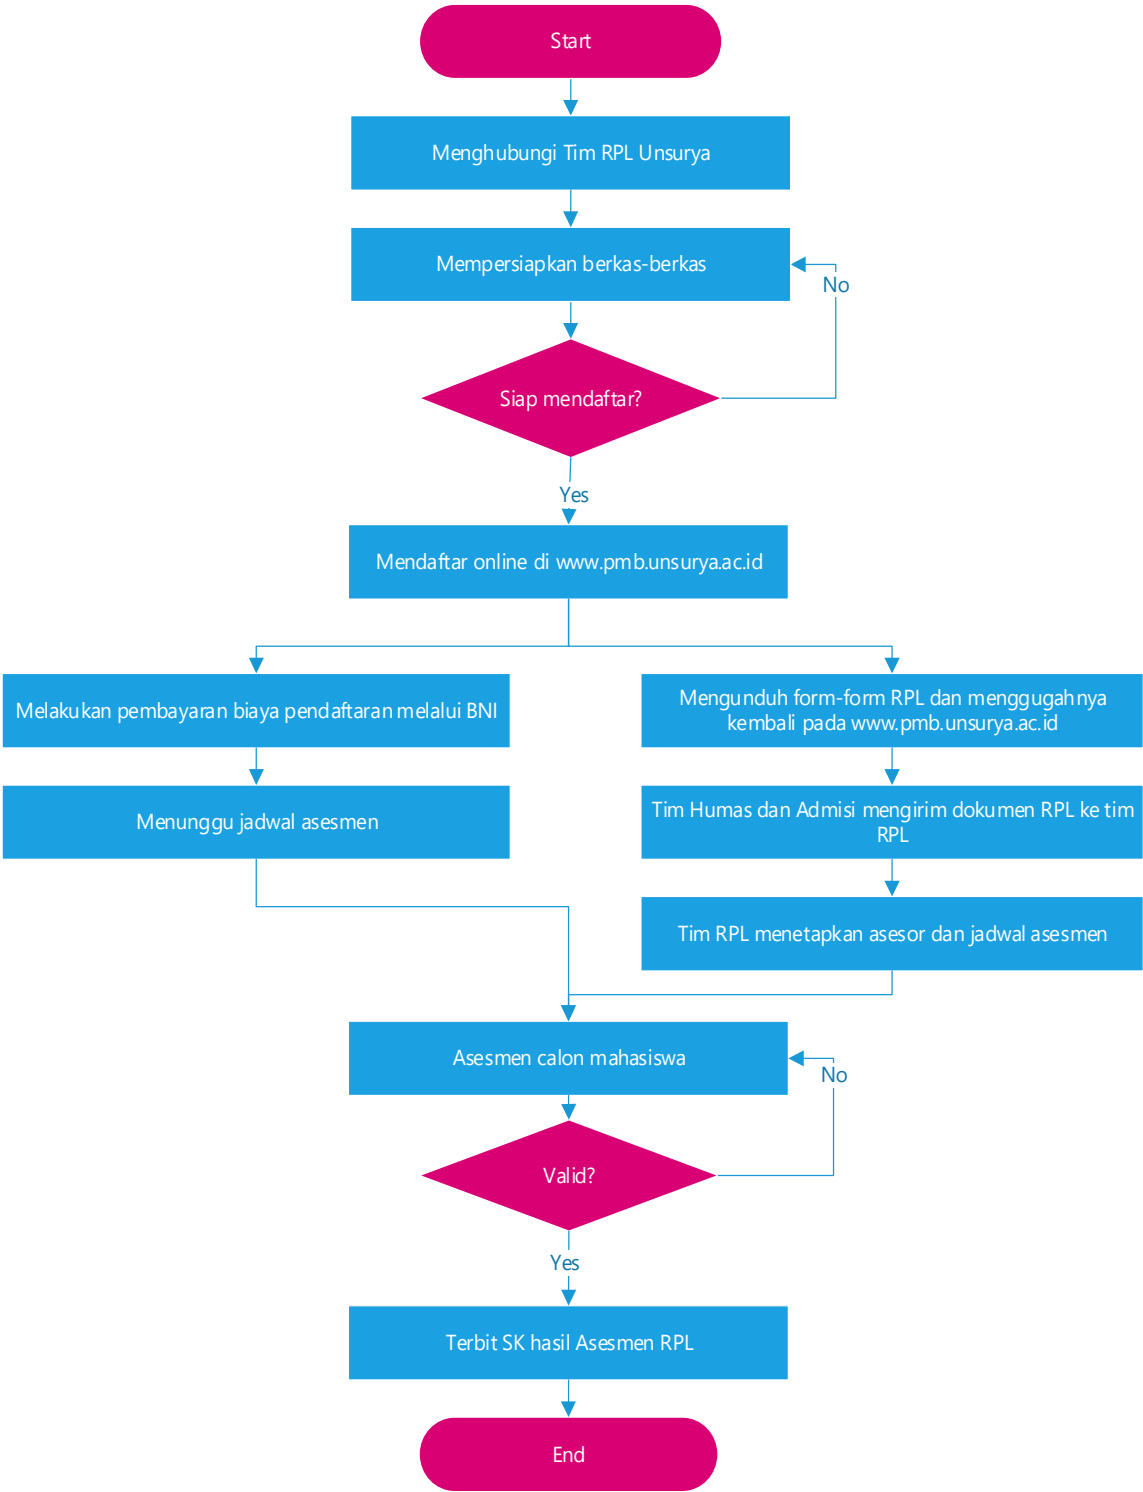 Start
Menghubungi Tim RPL Unsurya
Mempersiapkan berkas-berkas
No
Siap mendaftar?
Yes
Mendaftar online di www.pmb.unsurya.ac.id
Melakukan pembayaran biaya pendaftaran melalui BNI
Mengunduh form-form RPL dan menggugahnya
kembali pada www.pmb.unsurya.ac.id
Menunggu jadwal asesmen
Tim Humas dan Admisi mengirim dokumen RPL ke tim
RPL
Tim RPL menetapkan asesor dan jadwal asesmen
Asesmen calon mahasiswa
No
Valid?
Yes
Terbit SK hasil Asesmen RPL
End